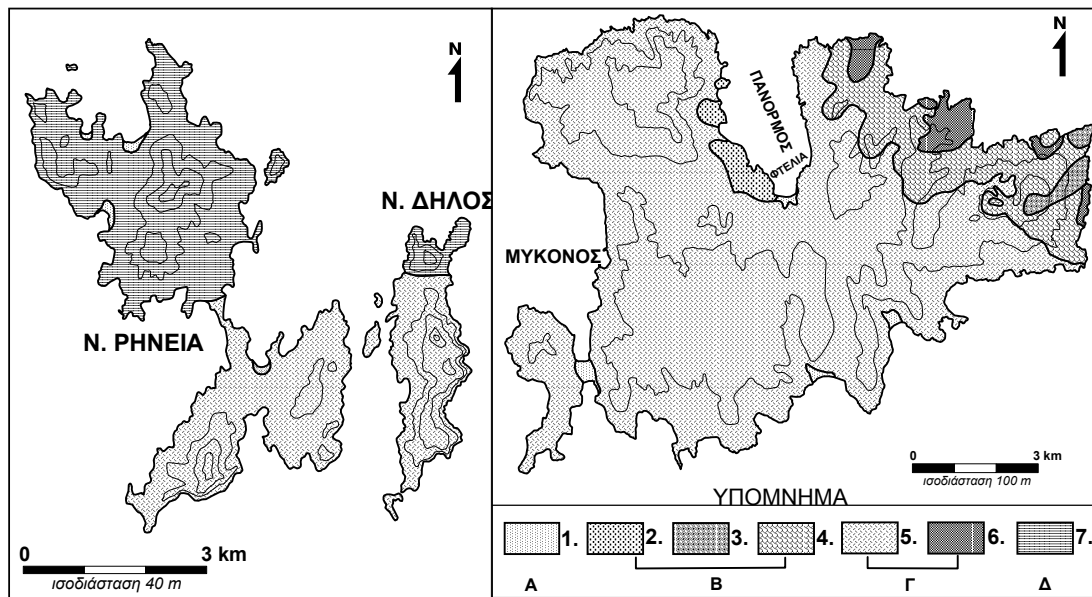 N
Ν. ΔΗΛΟΣ
Ν. ΡΗΝΕΙΑ
0 3 km
ισοδιάσταση 40 m
N
ΠΑΝΟΡΜΟΣ
ΦΤΕΛΙΑ
ΜΥΚΟΝΟΣ
0 3 km
ισοδιάσταση 100 m
ΥΠΟΜΝΗΜΑ
1. 2. 3. 4. 5. 6. 7.
Α Β Γ Δ